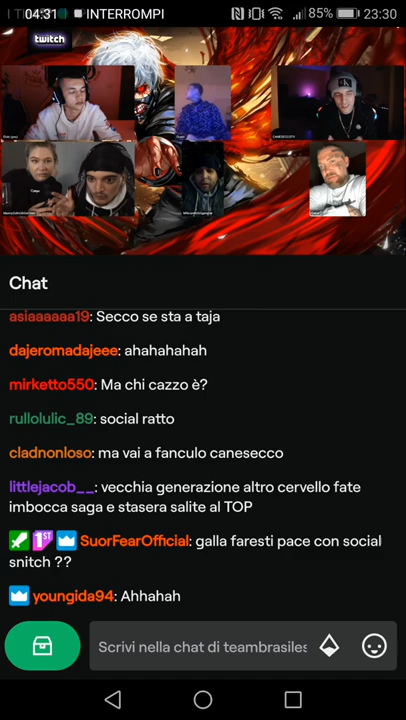 04:31 INTERROMPI 85% 23:30
twitch
Chat
asiaaaaaa19: Secco se sta a taja
dajeromadajeee: ahahahahah
mirketto550: Ma chi cazzo è?
rullolulic_89: social ratto
cladnonloso: ma vai a fanculo canesecco
littlejacob__: vecchia generazione altro cervello fate
imbocca saga e stasera salite al TOP
1ST SuorFearOfficial: galla faresti pace con social
snitch ??
youngida94: Ahhahah
Scrivi nella chat di teambrasiles